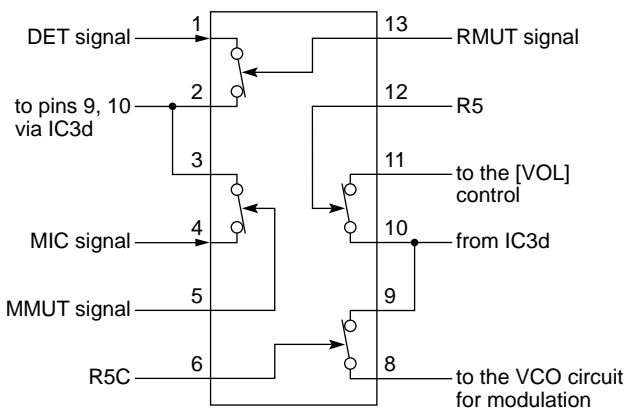 DET signal
1
13
RMUT signal
to pins 9, 10
via IC3d
2
12
R5
3
11
to the [VOL]
control
MIC signal
4
10
from IC3d
MMUT signal
5
9
R5C
6
8
to the VCO circuit
for modulation